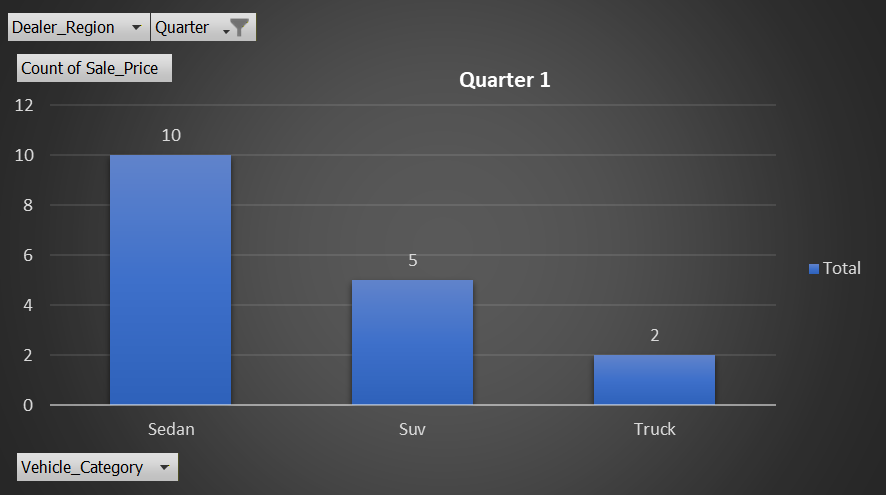 Dealer_Region Quarter
Count of Sale_Price
Quarter 1
12
10
8
6
4
2
0
10
5
2
Sedan Suv Truck
Total
Vehicle_Category